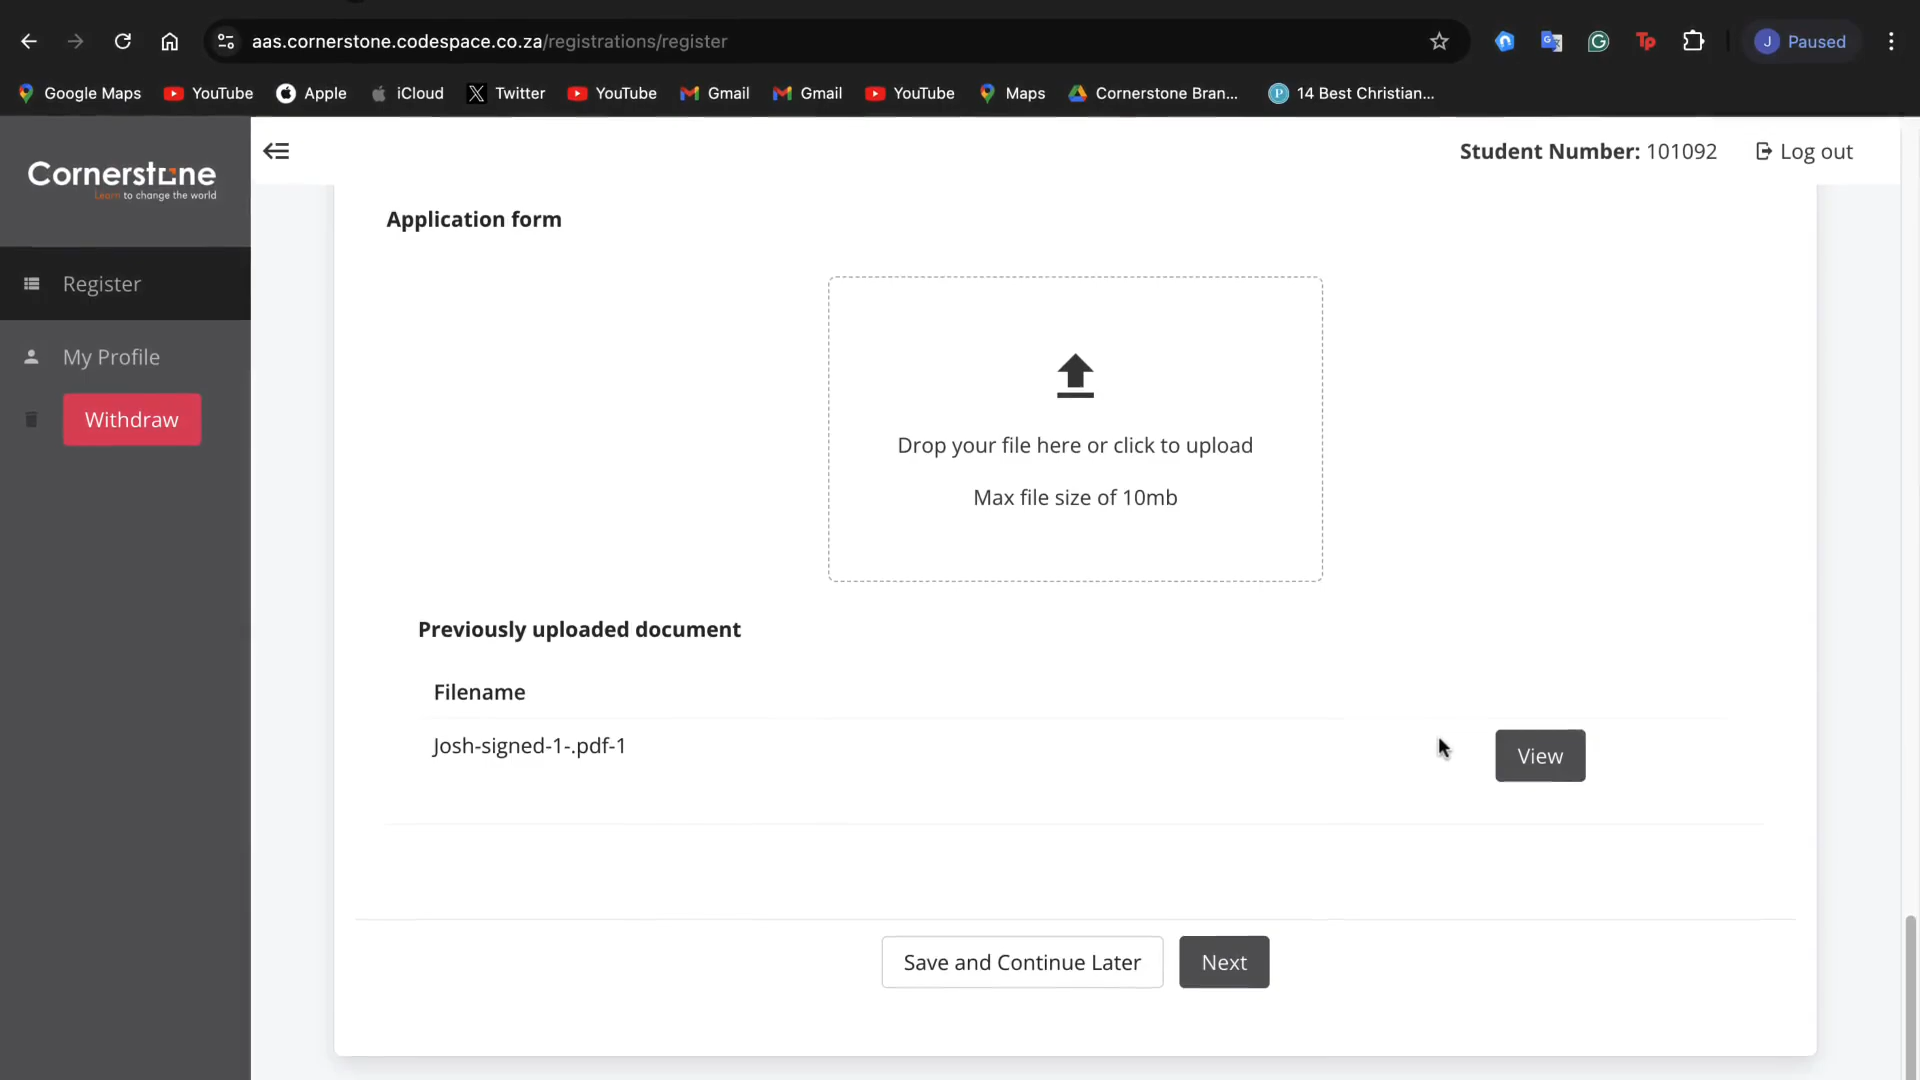 aas.cornerstone.codespace.co.za/registrations/register
J Paused
Google Maps YouTube Apple iCloud Twitter YouTube Gmail Gmail YouTube Maps Cornerstone Bran... 14 Best Christian...
Cornerstone
Learn to change the world
Student Number: 101092 Log out
Register
My Profile
Withdraw
Application form
Drop your file here or click to upload
Max file size of 10mb
Previously uploaded document
Filename
Josh-signed-1-.pdf-1
View
Save and Continue Later Next